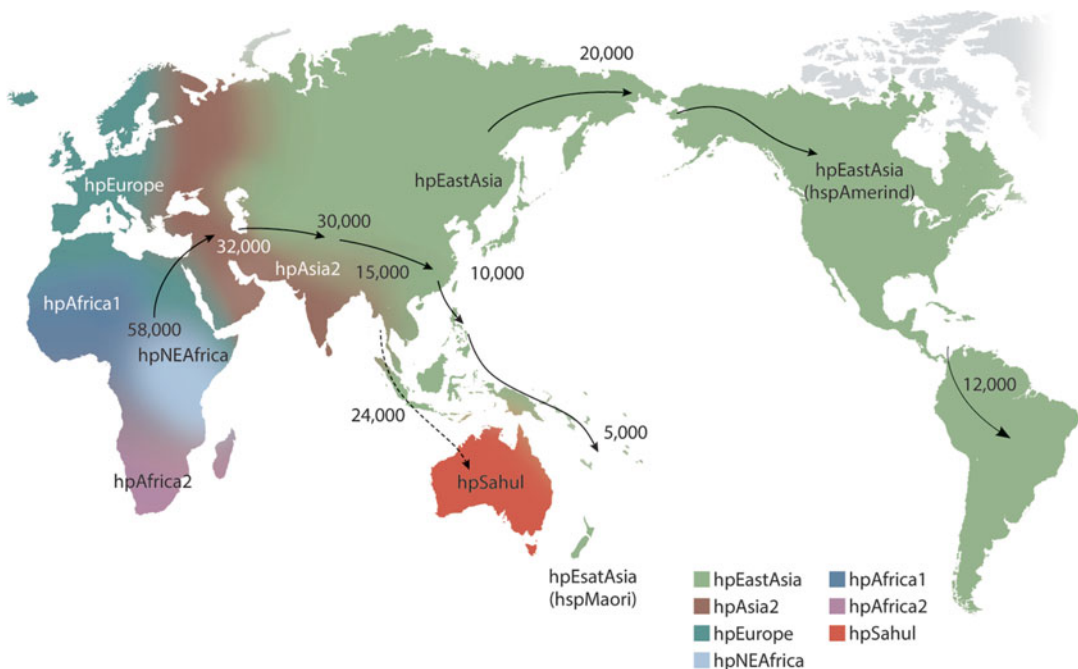 20,000
hpEastAsia
hpEastAsia
(hspAmerind)
hpEurope
30,000
32,000
hpAsia2
15,000
10,000
hpAfrica1
58,000
hpNEAfrica
12,000
24,000
5,000
hpAfrica2
hpSahul
hpEsatAsia
(hspMaori)
hpEastAsia
hpAsia2
hpEurope
hpNEAfrica
hpAfrica1
hpAfrica2
hpSahul